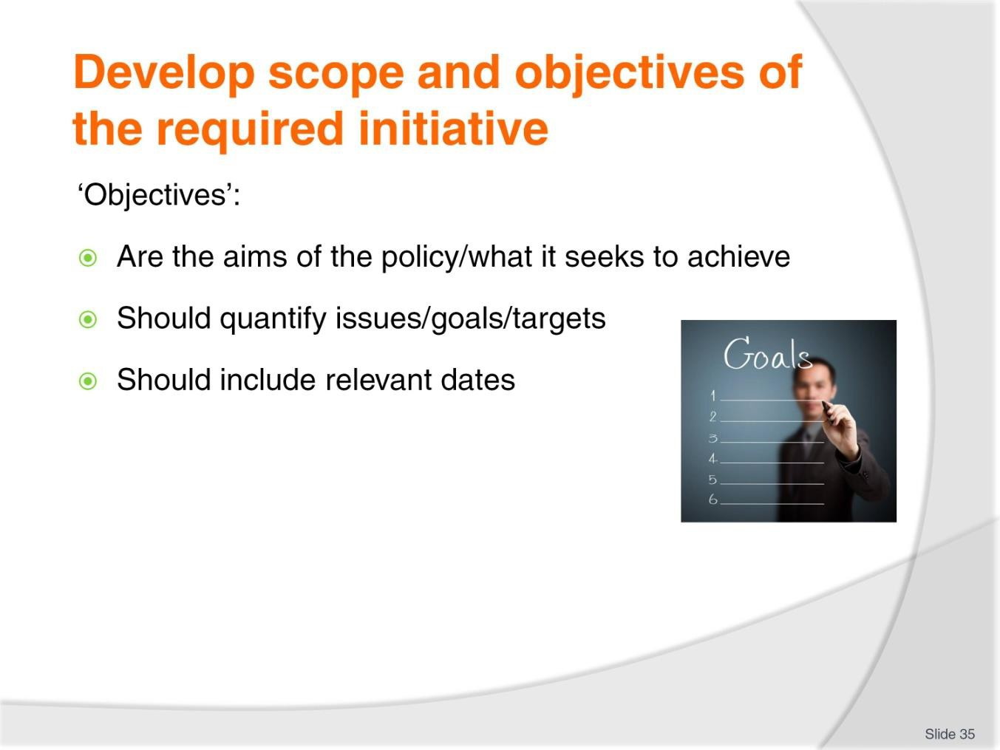 Develop scope and objectives of
the required initiative
‘Objectives’:
Are the aims of the policy/what it seeks to achieve
Should quantify issues/goals/targets
Should include relevant dates
Goals
1
2
3
4
5
6
Slide 35